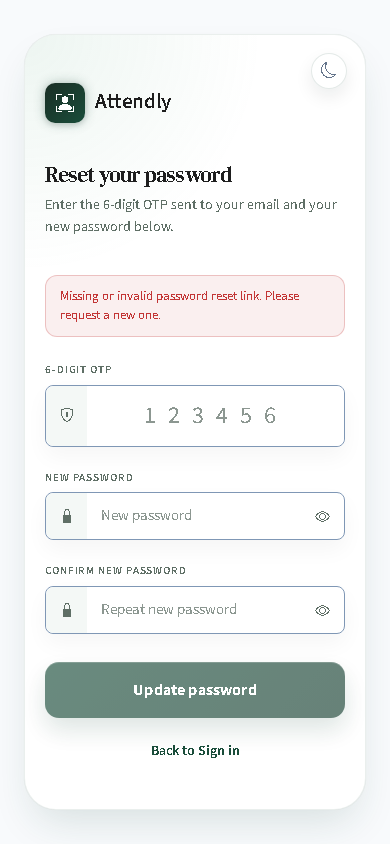 Attendly
Reset your password
Enter the 6-digit OTP sent to your email and your
new password below.
Missing or invalid password reset link. Please
request a new one.
6-DIGIT OTP
1 2 3 4 5 6
NEW PASSWORD
New password
CONFIRM NEW PASSWORD
Repeat new password
Update password
Back to Sign in